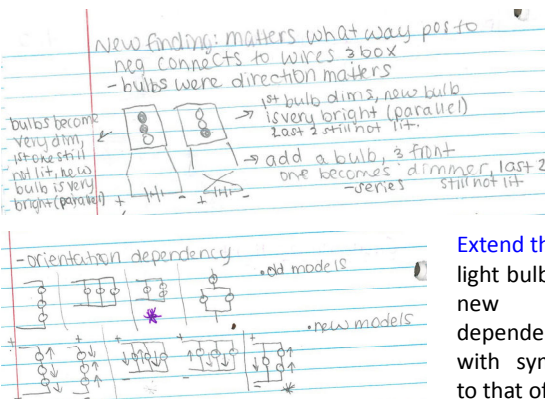 New finding: matters what way pos to
neg connects to wires 3 box
- bulbs were direction matters
bulbs become
very dim,
1st one still
not lit, new
bulb is very
bright (parallel)
1st bulb dims, new bulb
is very bright (parallel)
Last 2 still not lit.
add a bulb, 3 front
one becomes dimmer, last 2
-series still not lit
+ - + -
-orientation dependency
•old models
•new models
+ + + + +
- - - - -
Extend th
light bulb
new
depende
with syn
to that of